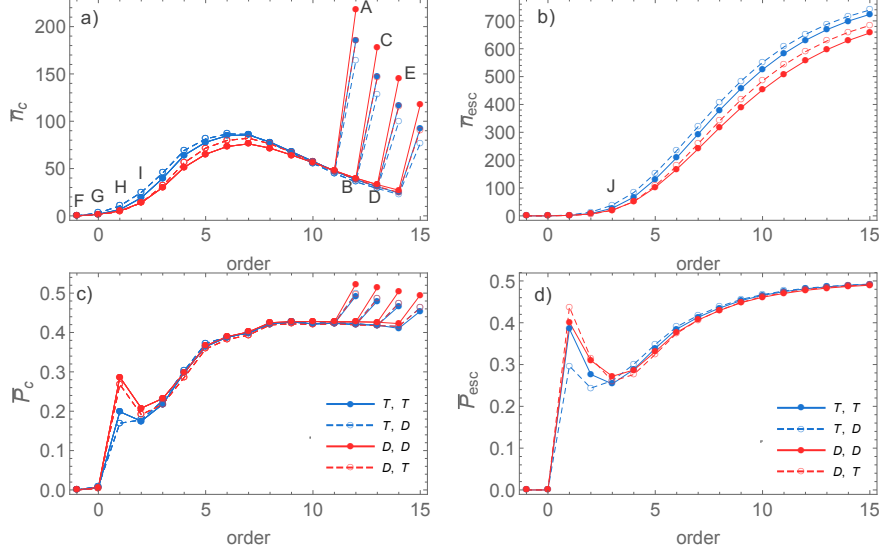 a)
n̅_c
200
150
100
50
0
A
C
E
F
G
H
I
B
D
0
5
10
15
order
b)
n̅_esc
700
600
500
400
300
200
100
0
J
0
5
10
15
order
c)
P̅_c
0.5
0.4
0.3
0.2
0.1
0.0
T, T
T, D
D, D
D, T
0
5
10
15
order
d)
P̅_esc
0.5
0.4
0.3
0.2
0.1
0.0
T, T
T, D
D, D
D, T
0
5
10
15
order